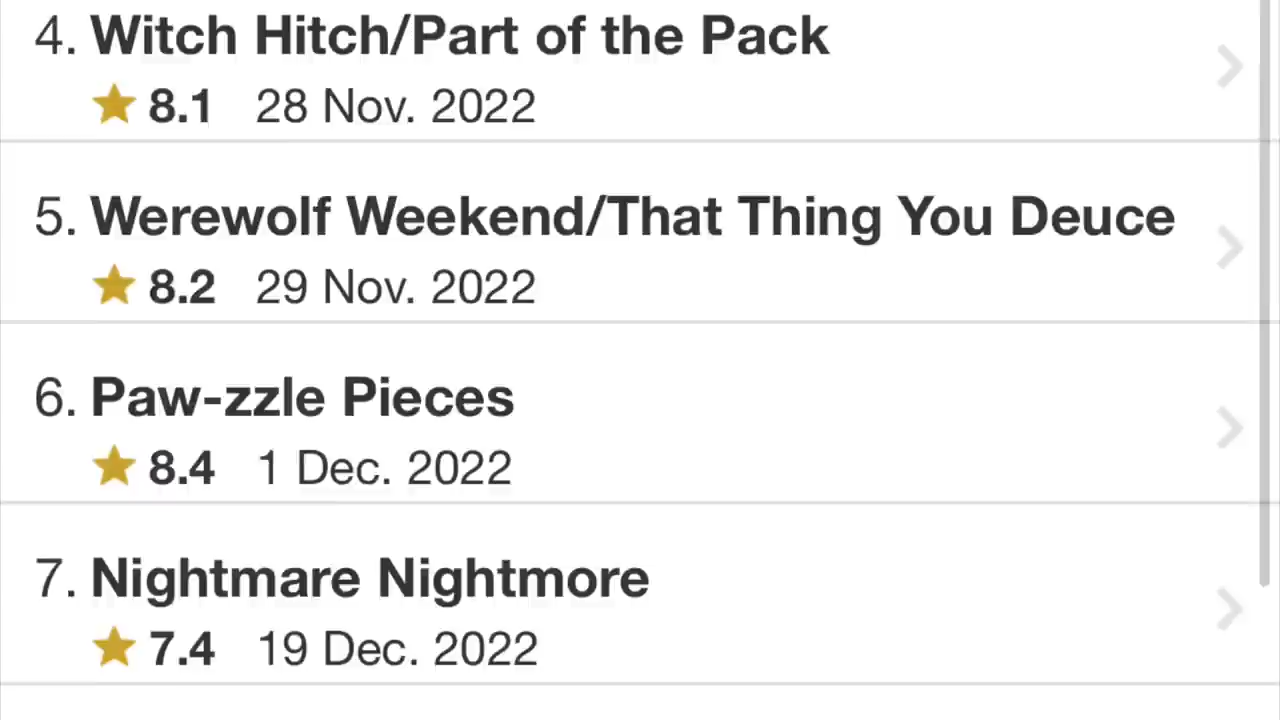 4. Witch Hitch/Part of the Pack
8.1 28 Nov. 2022
5. Werewolf Weekend/That Thing You Deuce
8.2 29 Nov. 2022
6. Paw-zzle Pieces
8.4 1 Dec. 2022
7. Nightmare Nightmore
7.4 19 Dec. 2022